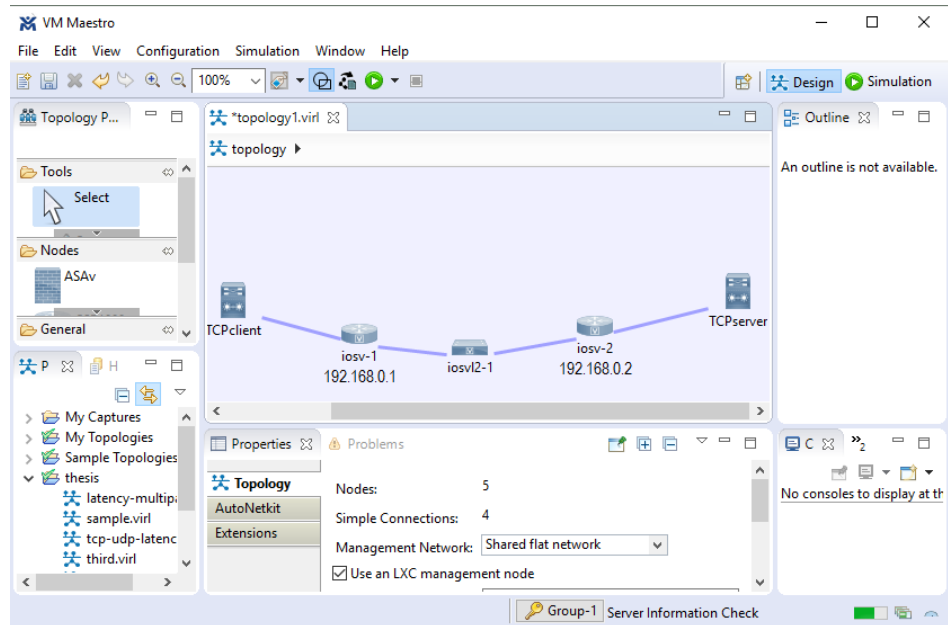 VM Maestro
File Edit View Configuration Simulation Window Help
100%
Design Simulation
Topology P...
Tools
Select
Nodes
ASAv
General
*topology1.virl
topology
TCPclient
iosv-1
192.168.0.1
iosvl2-1
iosv-2
192.168.0.2
TCPserver
Outline
An outline is not available.
P H
My Captures
My Topologies
Sample Topologies
thesis
latency-multipa
sample.virl
tcp-udp-latenc
third.virl
Properties Problems
Topology
AutoNetkit
Extensions
Nodes: 5
Simple Connections: 4
Management Network: Shared flat network
Use an LXC management node
C »2
No consoles to display at th
Group-1 Server Information Check